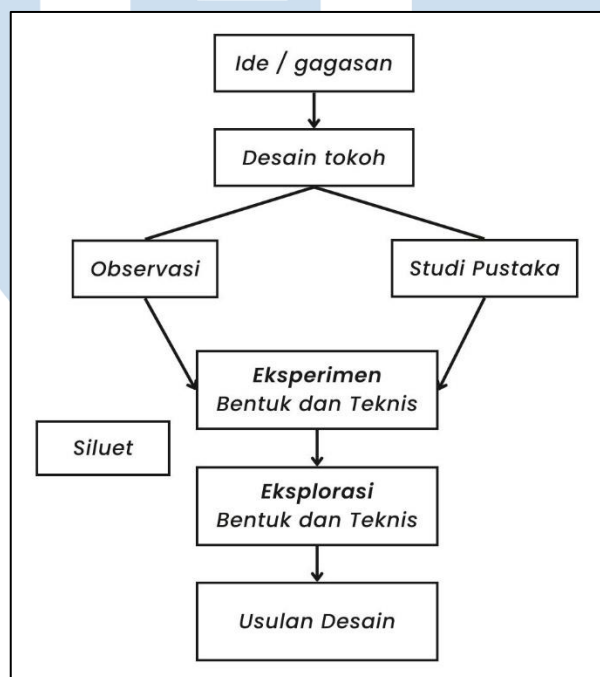 Ide / gagasan
Desain tokoh
Observasi
Studi Pustaka
Eksperimen
Bentuk dan Teknis
Siluet
Eksplorasi
Bentuk dan Teknis
Usulan Desain